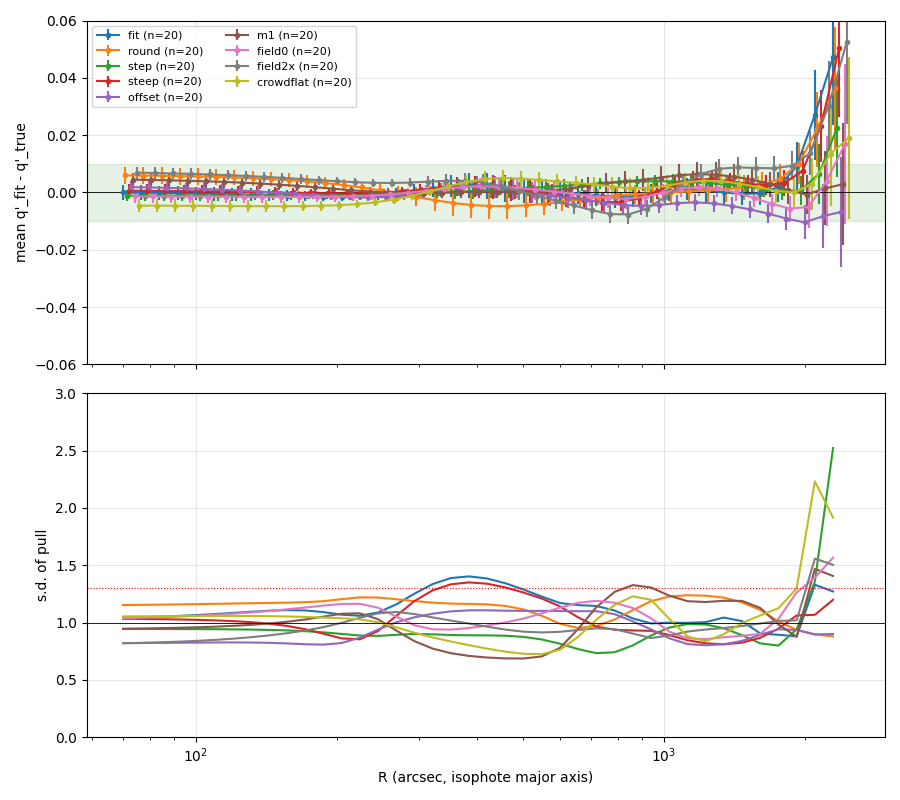 0.06
0.04
0.02
0.00
−0.02
−0.04
−0.06
mean q'_fit - q'_true
fit (n=20)
round (n=20)
step (n=20)
steep (n=20)
offset (n=20)
m1 (n=20)
field0 (n=20)
field2x (n=20)
crowdflat (n=20)
3.0
2.5
2.0
1.5
1.0
0.5
0.0
s.d. of pull
10²
10³
R (arcsec, isophote major axis)